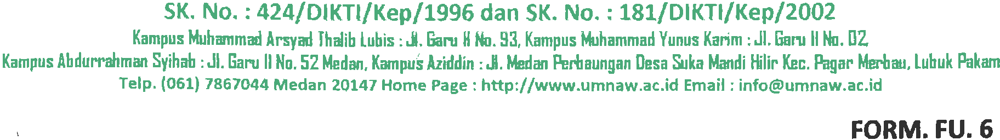 SK. No. : 424/DIKTI/Kep/1996 dan SK. No. : 181/DIKTI/Kep/2002
Kampus Muhammad Arsyad Thalib Lubis : Jl. Garu II No. 93, Kampus Muhammad Yunus Karim : Jl. Garu II No. 02,
Kampus Abdurrahman Syihab : Jl. Garu II No. 52 Medan, Kampus Aziddin : Jl. Medan Perbaungan Desa Suka Mandi Hilir Kec. Pagar Merbau, Lubuk Pakam
Telp. (061) 7867044 Medan 20147 Home Page : http://www.umnaw.ac.id Email : info@umnaw.ac.id
FORM. FU. 6